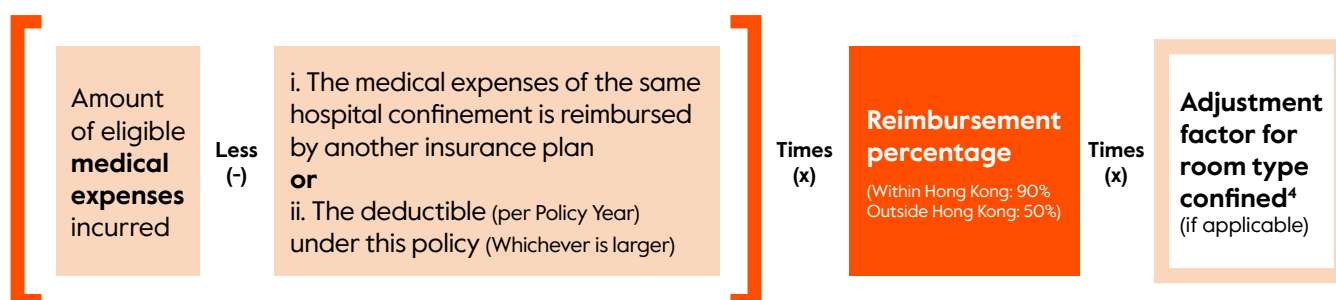 Amount
of eligible
medical
expenses
incurred
Less
(-)
i. The medical expenses of the same
hospital confinement is reimbursed
by another insurance plan
or
ii. The deductible (per Policy Year)
under this policy (Whichever is larger)
Times
(x)
Reimbursement
percentage
(Within Hong Kong: 90%
Outside Hong Kong: 50%)
Times
(x)
Adjustment
factor for
room type
confined⁴
(if applicable)